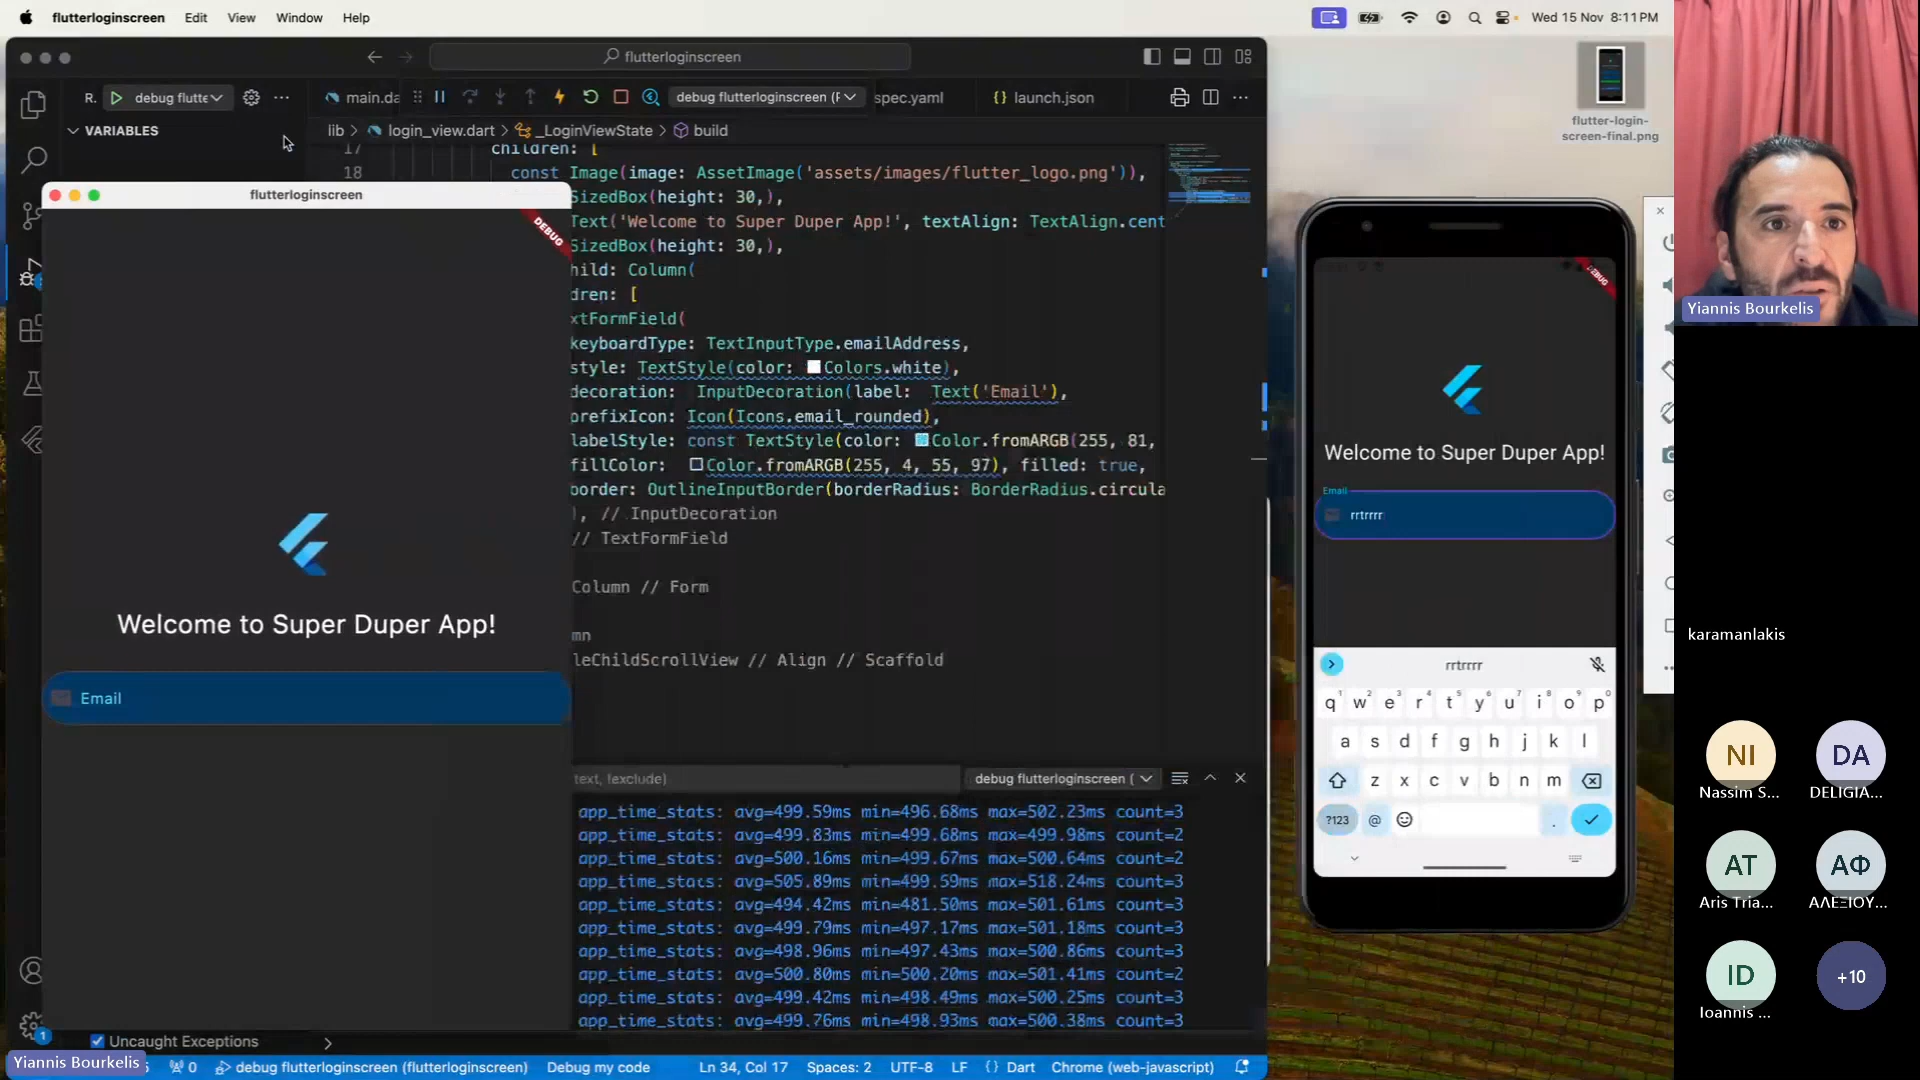 flutterloginscreen Edit View Window Help
Wed 15 Nov 8:11 PM
flutterloginscreen
R. debug flutte
main.da
debug flutterloginscreen (F
spec.yaml
launch.json
VARIABLES
lib > login_view.dart > _LoginViewState > build
17 children: [
18 const Image(image: AssetImage('assets/images/flutter_logo.png')),
SizedBox(height: 30,),
Text('Welcome to Super Duper App!', textAlign: TextAlign.cent
SizedBox(height: 30,),
hild: Column(
dren: [
xtFormField(
keyboardType: TextInputType.emailAddress,
style: TextStyle(color: Colors.white),
decoration: InputDecoration(label: Text('Email'),
prefixIcon: Icon(Icons.email_rounded),
labelStyle: const TextStyle(color: Color.fromARGB(255, 81,
fillColor: Color.fromARGB(255, 4, 55, 97), filled: true,
border: OutlineInputBorder(borderRadius: BorderRadius.circula
), // InputDecoration
// TextFormField
Column // Form
mn
leChildScrollView // Align // Scaffold
flutterloginscreen
DEBUG
Welcome to Super Duper App!
Email
text, !exclude)
debug flutterloginscreen (
app_time_stats: avg=499.59ms min=496.68ms max=502.23ms count=3
app_time_stats: avg=499.83ms min=499.68ms max=499.98ms count=2
app_time_stats: avg=500.16ms min=499.67ms max=500.64ms count=2
app_time_stats: avg=505.89ms min=499.59ms max=518.24ms count=3
app_time_stats: avg=494.42ms min=481.50ms max=501.61ms count=3
app_time_stats: avg=499.79ms min=497.17ms max=501.18ms count=3
app_time_stats: avg=498.96ms min=497.43ms max=500.86ms count=3
app_time_stats: avg=500.80ms min=500.20ms max=501.41ms count=2
app_time_stats: avg=499.42ms min=498.49ms max=500.25ms count=3
app_time_stats: avg=499.76ms min=498.93ms max=500.38ms count=3
Uncaught Exceptions
1
Yiannis Bourkelis
0
debug flutterloginscreen (flutterloginscreen)
Debug my code
Ln 34, Col 17
Spaces: 2
UTF-8
LF
{ } Dart
Chrome (web-javascript)
flutter-login-
screen-final.png
DEBUG
Welcome to Super Duper App!
Email
rrtrrrr
rrtrrrr
q1 w2 e3 r4 t5 y6 u7 i8 o9 p0
a s d f g h j k l
z x c v b n m
?123 @ .
Yiannis Bourkelis
karamanlakis
NI
Nassim S...
DA
DELIGIA...
AT
Aris Tria...
ΑΦ
ΑΛΕΞΙΟΥ...
ID
Ioannis ...
+10